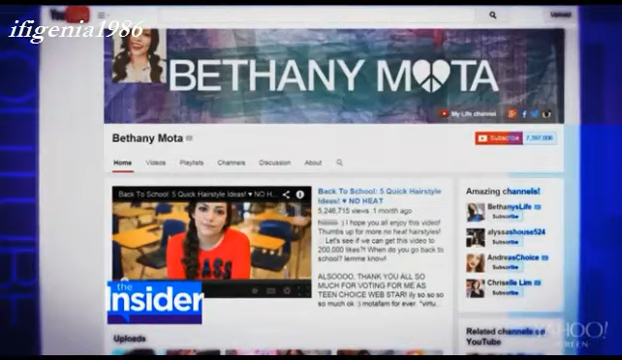 ifigenia1986
You
Upload
BETHANY MOTA
My Life channel
Bethany Mota
Subscribe 7,397,006
Home Videos Playlists Channels Discussion About
Back To School: 5 Quick Hairstyle Ideas! ♥ NO H...
Back To School: 5 Quick Hairstyle
Ideas! ♥ NO HEAT
5,246,715 views 1 month ago
:) I hope you all enjoy this video!
Thumbs up for more no heat hairstyles!
Let's see if we can get this video to
200,000 likes?! When do you go back
to school? lemme know!
ALSOOOO, THANK YOU ALL SO
MUCH FOR VOTING FOR ME AS
TEEN CHOICE WEB STAR! ily so so so
so much ok :) motafam for ever. "virtu..
Amazing channels!
BethanysLife
Subscribe
alyssashouse524
Subscribe
AndreasChoice
Subscribe
Chriselle Lim
Subscribe
ASS
the
Insider
Uploads
Related channels on
YouTube
YAHOO!
SCREEN